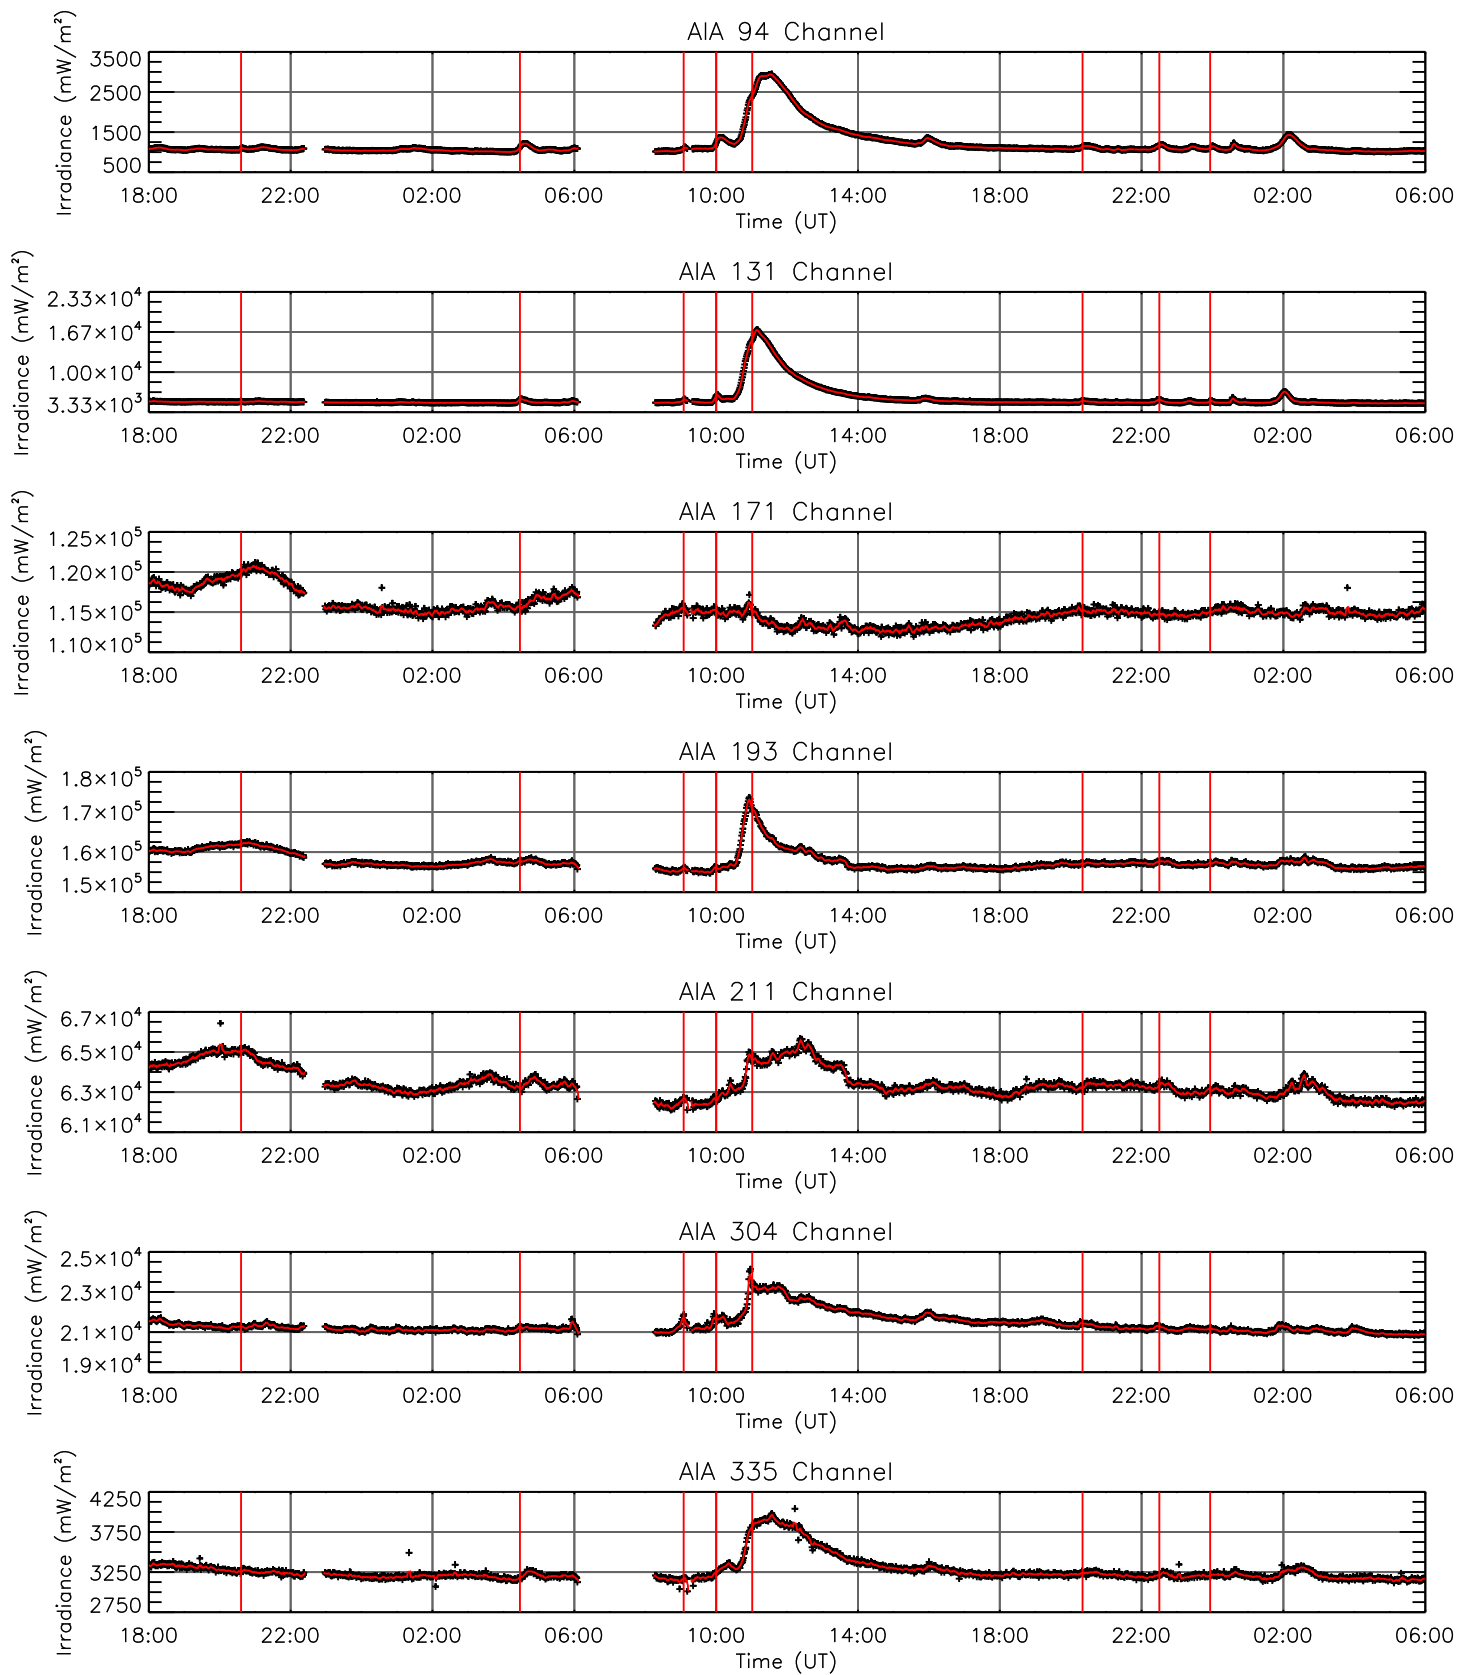 AIA 94 Channel
Irradiance (mW/m²)
3500
2500
1500
500
18:00 22:00 02:00 06:00 10:00 14:00 18:00 22:00 02:00 06:00
Time (UT)
AIA 131 Channel
Irradiance (mW/m²)
2.33×10⁴
1.67×10⁴
1.00×10⁴
3.33×10³
18:00 22:00 02:00 06:00 10:00 14:00 18:00 22:00 02:00 06:00
Time (UT)
AIA 171 Channel
Irradiance (mW/m²)
1.25×10⁵
1.20×10⁵
1.15×10⁵
1.10×10⁵
18:00 22:00 02:00 06:00 10:00 14:00 18:00 22:00 02:00 06:00
Time (UT)
AIA 193 Channel
Irradiance (mW/m²)
1.8×10⁵
1.7×10⁵
1.6×10⁵
1.5×10⁵
18:00 22:00 02:00 06:00 10:00 14:00 18:00 22:00 02:00 06:00
Time (UT)
AIA 211 Channel
Irradiance (mW/m²)
6.7×10⁴
6.5×10⁴
6.3×10⁴
6.1×10⁴
18:00 22:00 02:00 06:00 10:00 14:00 18:00 22:00 02:00 06:00
Time (UT)
AIA 304 Channel
Irradiance (mW/m²)
2.5×10⁴
2.3×10⁴
2.1×10⁴
1.9×10⁴
18:00 22:00 02:00 06:00 10:00 14:00 18:00 22:00 02:00 06:00
Time (UT)
AIA 335 Channel
Irradiance (mW/m²)
4250
3750
3250
2750
18:00 22:00 02:00 06:00 10:00 14:00 18:00 22:00 02:00 06:00
Time (UT)